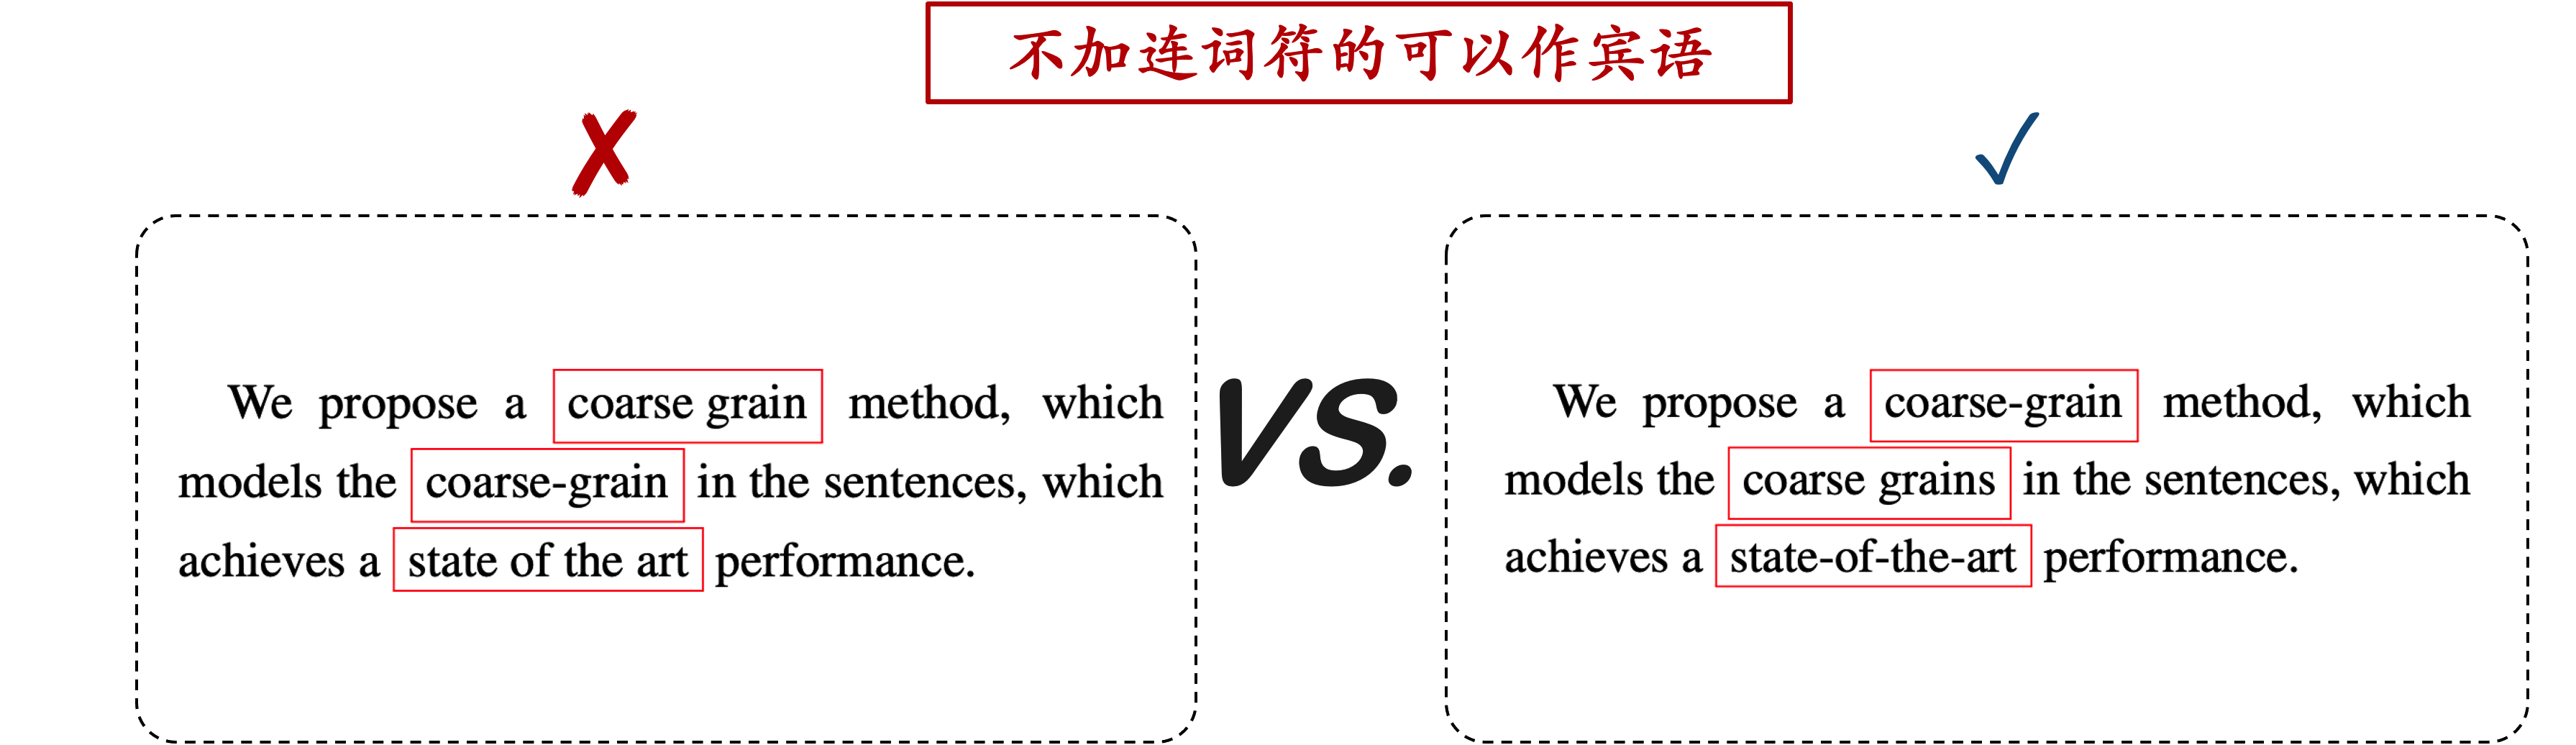 不加连词符的可以作宾语
✗
✓
We propose a coarse grain method, which
models the coarse-grain in the sentences, which
achieves a state of the art performance.
VS.
We propose a coarse-grain method, which
models the coarse grains in the sentences, which
achieves a state-of-the-art performance.